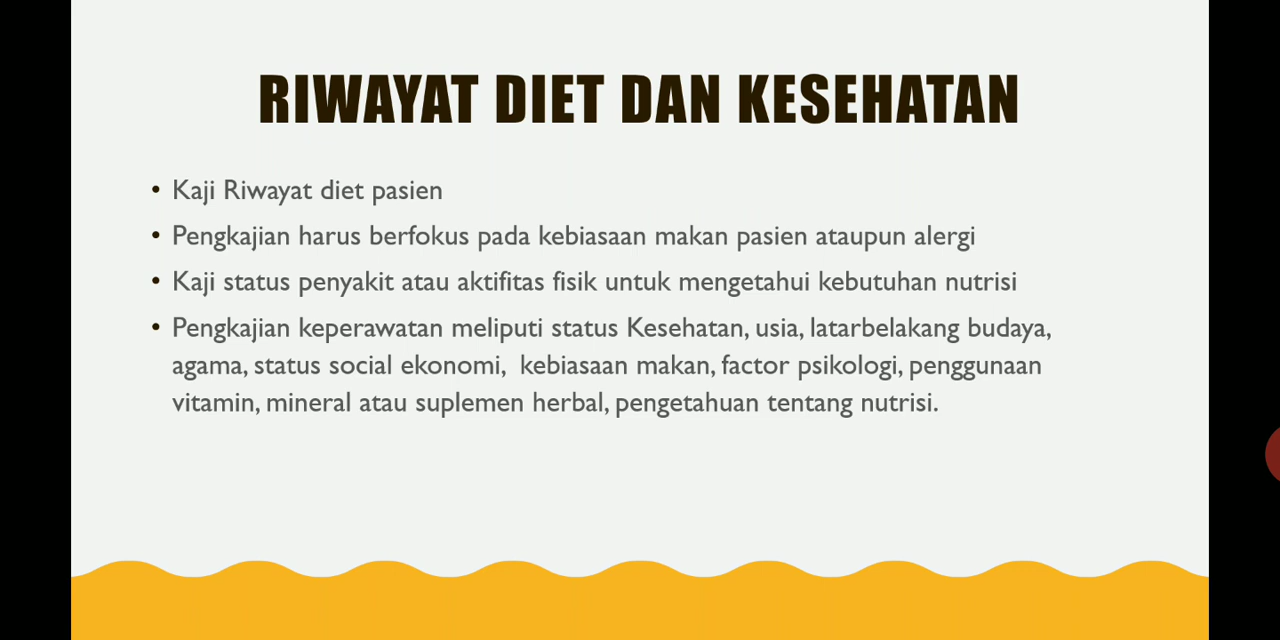 RIWAYAT DIET DAN KESEHATAN
• Kaji Riwayat diet pasien
• Pengkajian harus berfokus pada kebiasaan makan pasien ataupun alergi
• Kaji status penyakit atau aktifitas fisik untuk mengetahui kebutuhan nutrisi
• Pengkajian keperawatan meliputi status Kesehatan, usia, latarbelakang budaya,
agama, status social ekonomi,  kebiasaan makan, factor psikologi, penggunaan
vitamin, mineral atau suplemen herbal, pengetahuan tentang nutrisi.